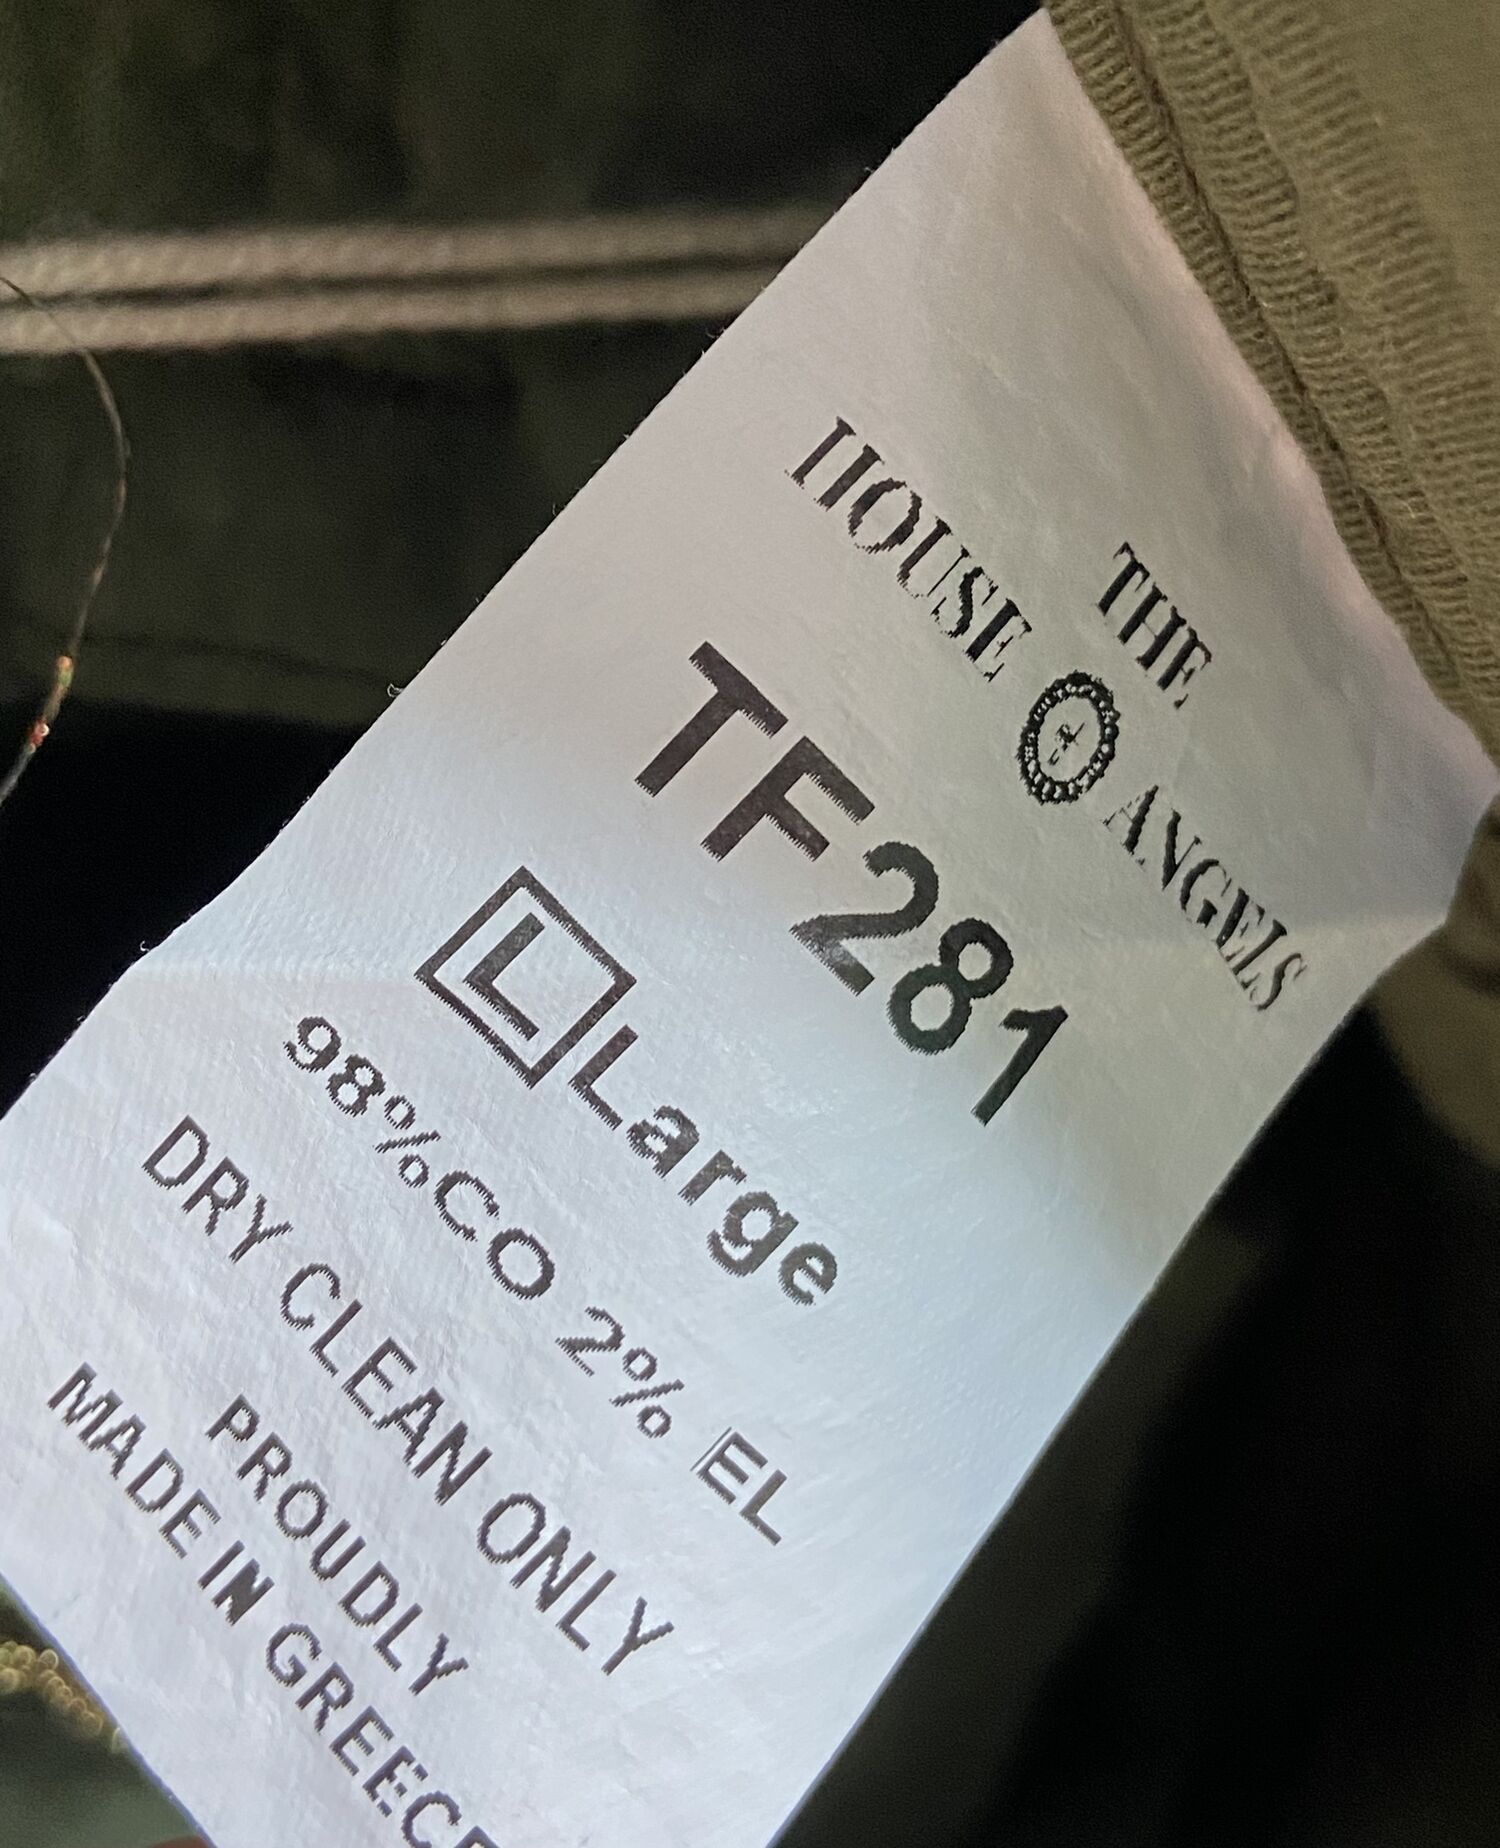 THE
HOUSE ANGELS
TF281
L Large
98%CO 2% EL
DRY CLEAN ONLY
PROUDLY
MADE IN GREECE